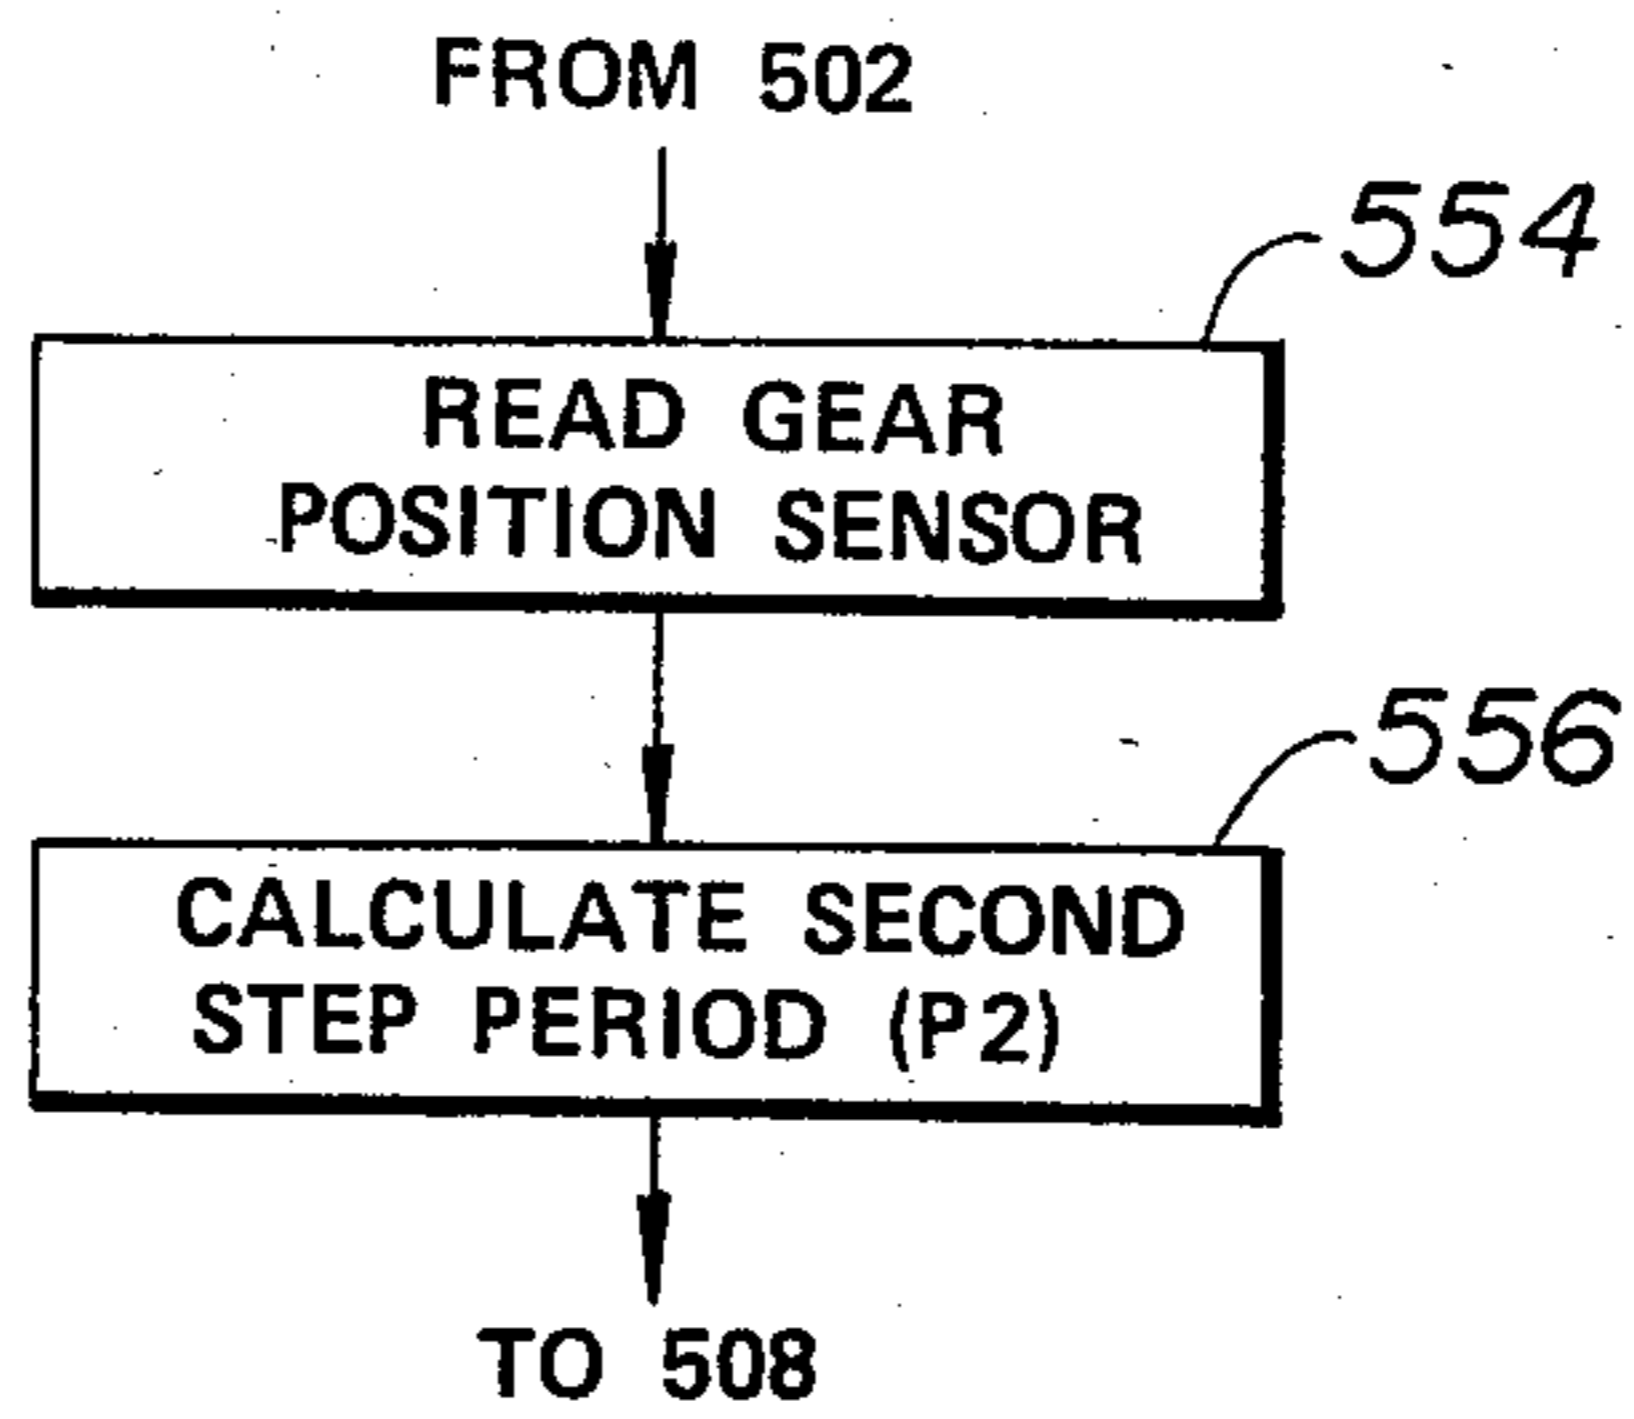 FROM 502
554
READ GEAR
POSITION SENSOR
556
CALCULATE SECOND
STEP PERIOD (P2)
TO 508